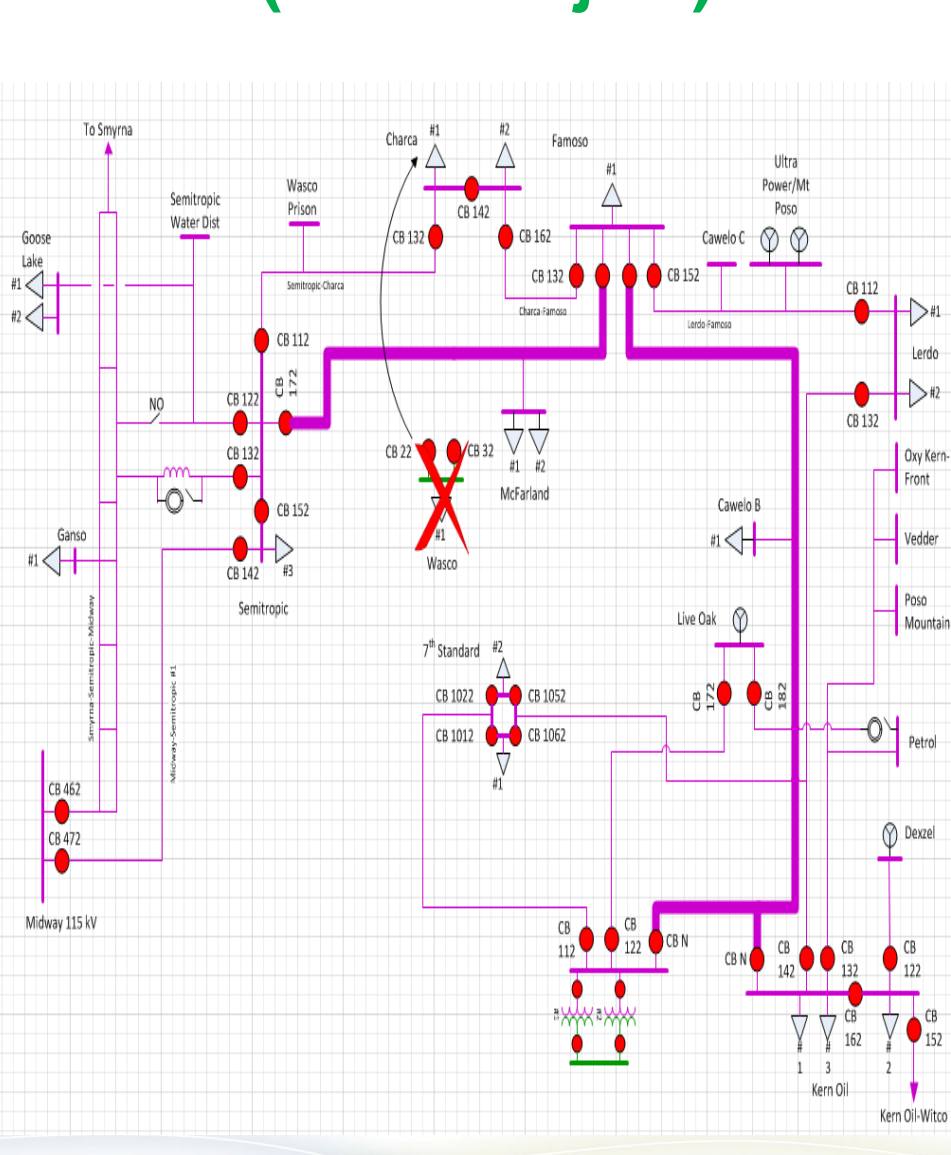 To Smyrna
Goose
Lake
#1
#2
Semitropic
Water Dist
Wasco
Prison
Charca
#1
#2
CB 142
CB 132
CB 162
Semitropic-Charca
Charca-Famoso
Famoso
#1
CB 132
CB 152
Lerdo-Famoso
Cawelo C
Ultra
Power/Mt
Poso
CB 112
#1
Lerdo
#2
CB 132
CB 112
CB
172
CB 122
NO
CB 132
CB 152
CB 142
#3
Semitropic
Ganso
#1
Smyrna-Semitropic-Midway
Midway-Semitropic #1
CB 462
CB 472
Midway 115 kV
CB 22
CB 32
#1
Wasco
#1
#2
McFarland
Oxy Kern-
Front
Vedder
Poso
Mountain
Cawelo B
#1
Live Oak
CB
172
CB
182
7th Standard
#2
CB 1022
CB 1052
CB 1012
CB 1062
#1
Petrol
Dexzel
CB
112
CB
122
CB N
#1
#2
CB N
CB
142
CB
132
CB
122
CB
162
CB
152
#
1
#
3
#
2
Kern Oil
Kern Oil-Witco